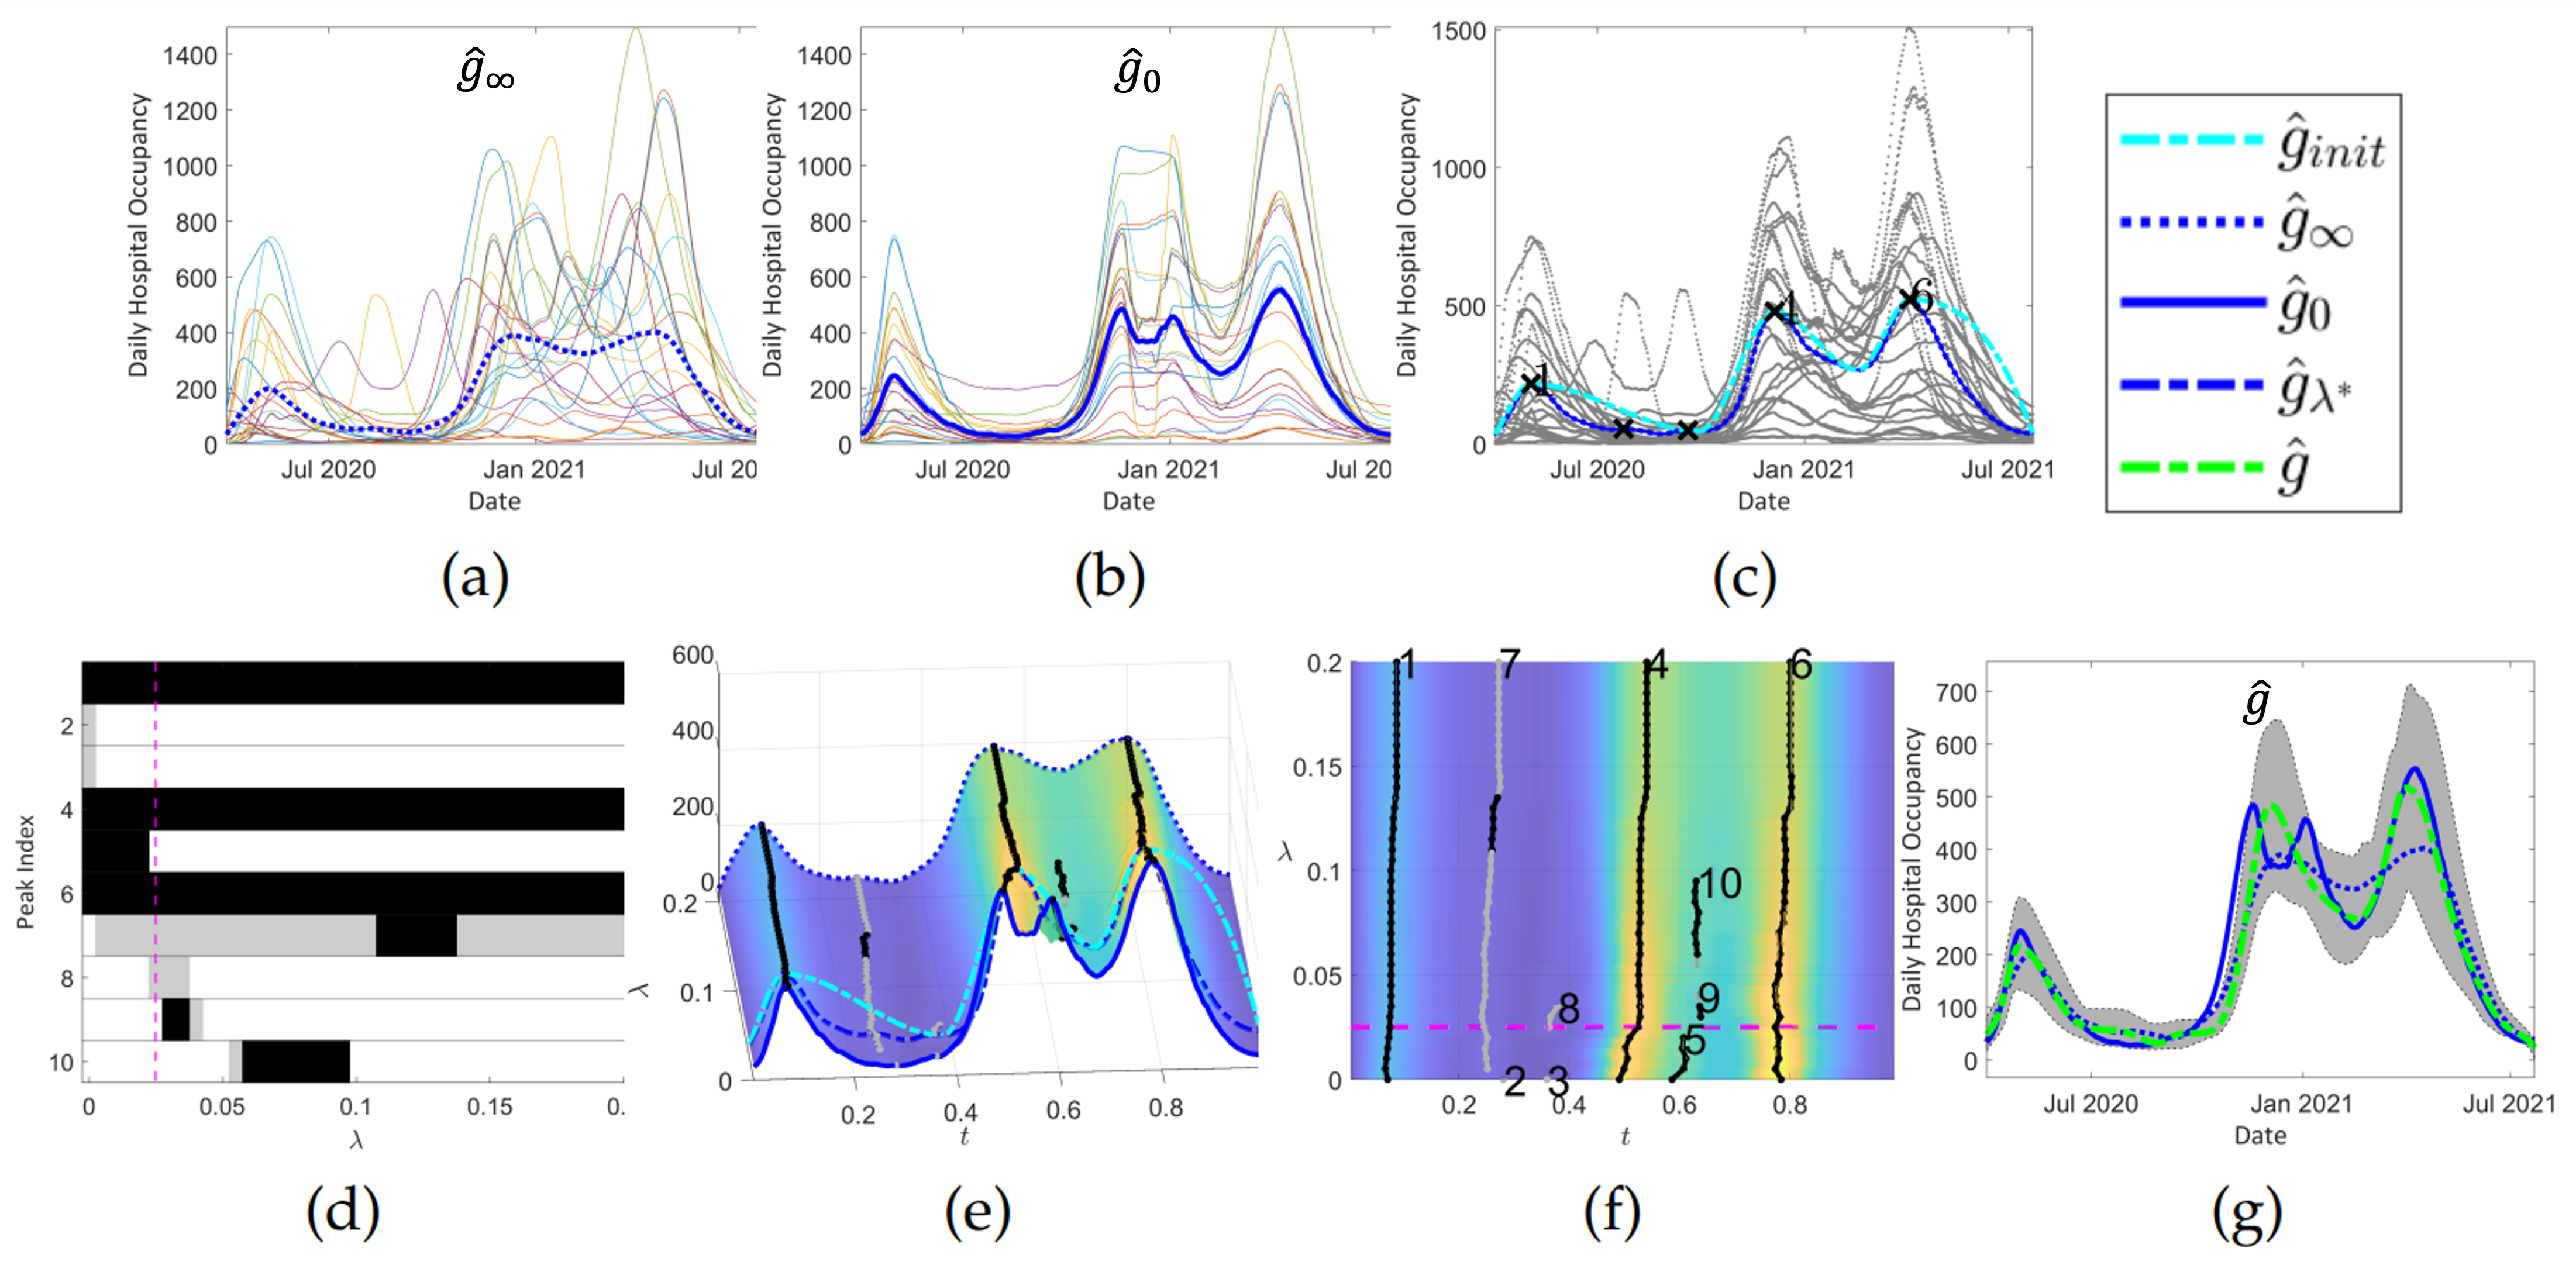 ĝ∞
Daily Hospital Occupancy
1400
1200
1000
800
600
400
200
0
Jul 2020
Jan 2021
Jul 20
Date
(a)
ĝ0
Daily Hospital Occupancy
1400
1200
1000
800
600
400
200
0
Jul 2020
Jan 2021
Jul 20
Date
(b)
Daily Hospital Occupancy
1500
1000
500
0
1
4
6
Jul 2020
Jan 2021
Jul 2021
Date
(c)
ĝinit
ĝ∞
ĝ0
ĝλ*
ĝ
Peak Index
2
4
6
8
10
0
0.05
0.1
0.15
0.
λ
(d)
600
400
200
0
0.2
0.1
0
λ
0.2
0.4
0.6
0.8
t
(e)
0.2
0.15
0.1
0.05
0
λ
1
7
4
6
10
9
8
5
2
3
0.2
0.4
0.6
0.8
t
(f)
ĝ
Daily Hospital Occupancy
700
600
500
400
300
200
100
0
Jul 2020
Jan 2021
Jul 2021
Date
(g)